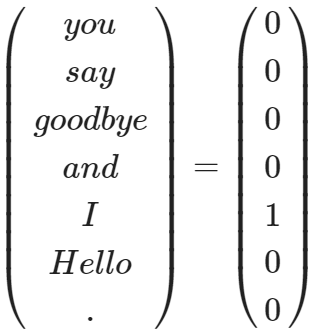 you 0
say 0
goodbye 0
and = 0
I 1
Hello 0
. 0